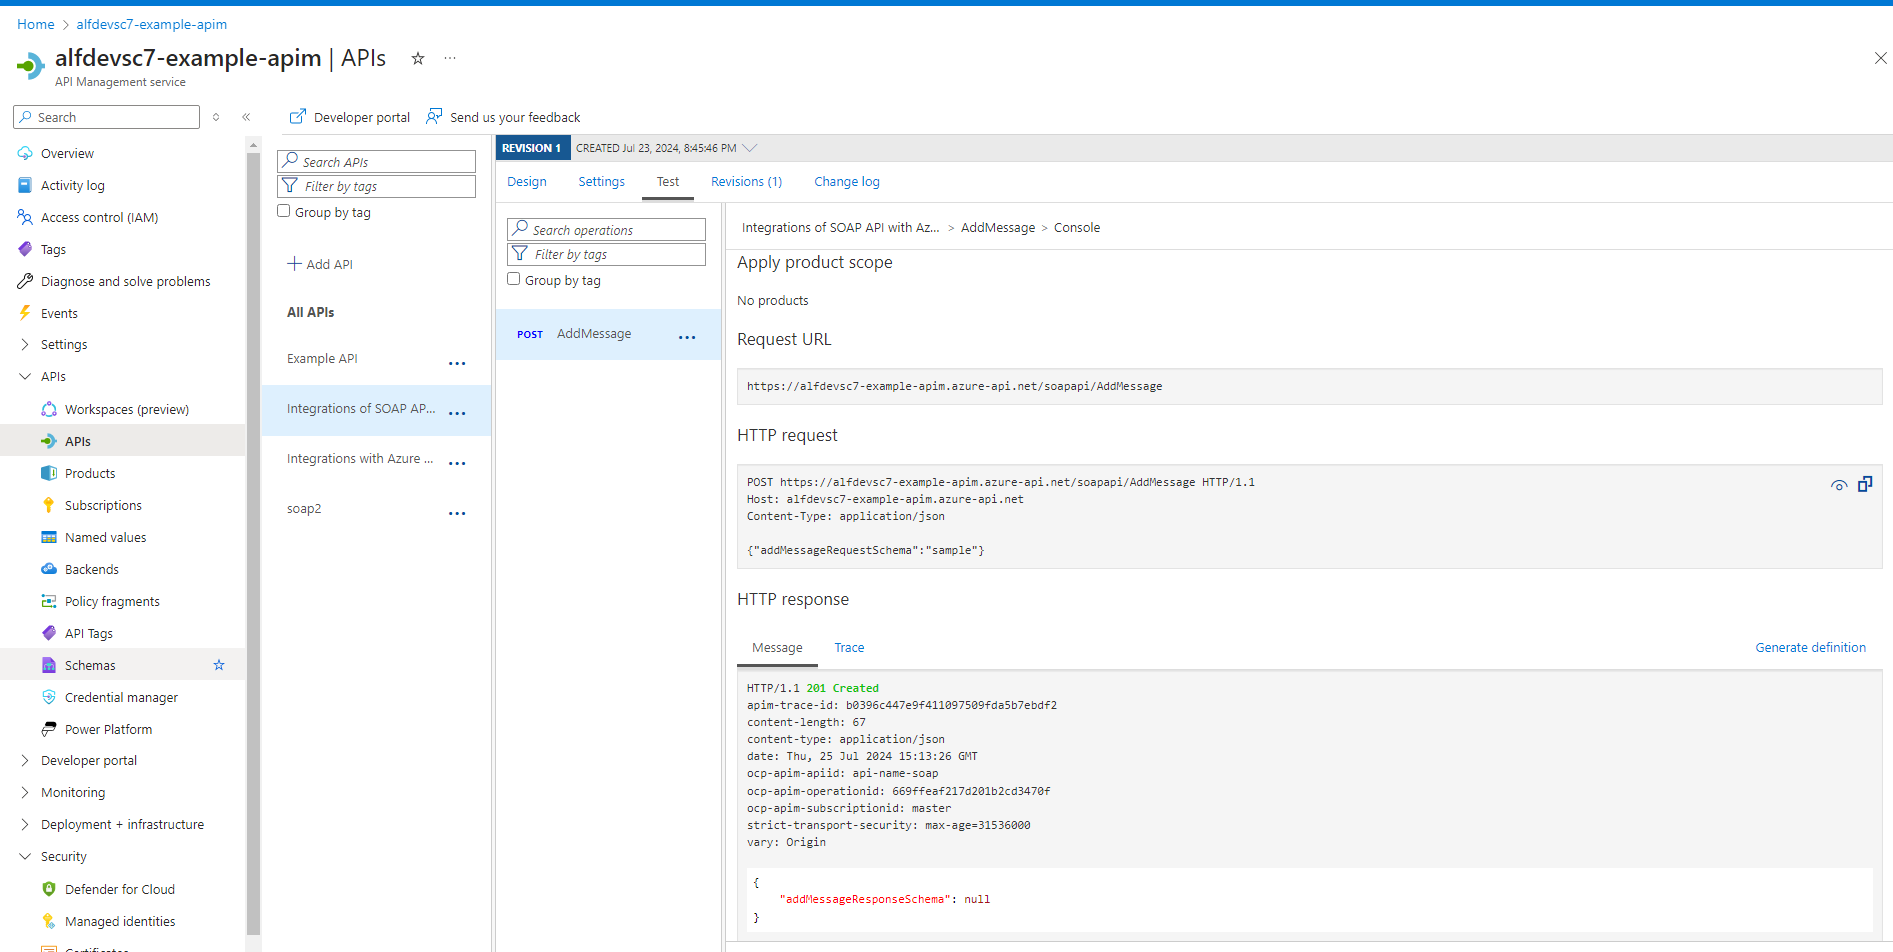 Home > alfdevsc7-example-apim
alfdevsc7-example-apim | APIs
API Management service
Search
Developer portal
Send us your feedback
Overview
Activity log
Access control (IAM)
Tags
Diagnose and solve problems
Events
Settings
APIs
Workspaces (preview)
APIs
Products
Subscriptions
Named values
Backends
Policy fragments
API Tags
Schemas
Credential manager
Power Platform
Developer portal
Monitoring
Deployment + infrastructure
Security
Defender for Cloud
Managed identities
Certificates
Search APIs
Filter by tags
Group by tag
Add API
All APIs
Example API
Integrations of SOAP AP...
Integrations with Azure ...
soap2
REVISION 1 CREATED Jul 23, 2024, 8:45:46 PM
Design Settings Test Revisions (1) Change log
Search operations
Filter by tags
Group by tag
POST AddMessage
Integrations of SOAP API with Az... > AddMessage > Console
Apply product scope
No products
Request URL
https://alfdevsc7-example-apim.azure-api.net/soapapi/AddMessage
HTTP request
POST https://alfdevsc7-example-apim.azure-api.net/soapapi/AddMessage HTTP/1.1
Host: alfdevsc7-example-apim.azure-api.net
Content-Type: application/json
{"addMessageRequestSchema":"sample"}
HTTP response
Message Trace Generate definition
HTTP/1.1 201 Created
apim-trace-id: b0396c447e9f411097509fda5b7ebdf2
content-length: 67
content-type: application/json
date: Thu, 25 Jul 2024 15:13:26 GMT
ocp-apim-apiid: api-name-soap
ocp-apim-operationid: 669ffeaf217d201b2cd3470f
ocp-apim-subscriptionid: master
strict-transport-security: max-age=31536000
vary: Origin
{
"addMessageResponseSchema": null
}